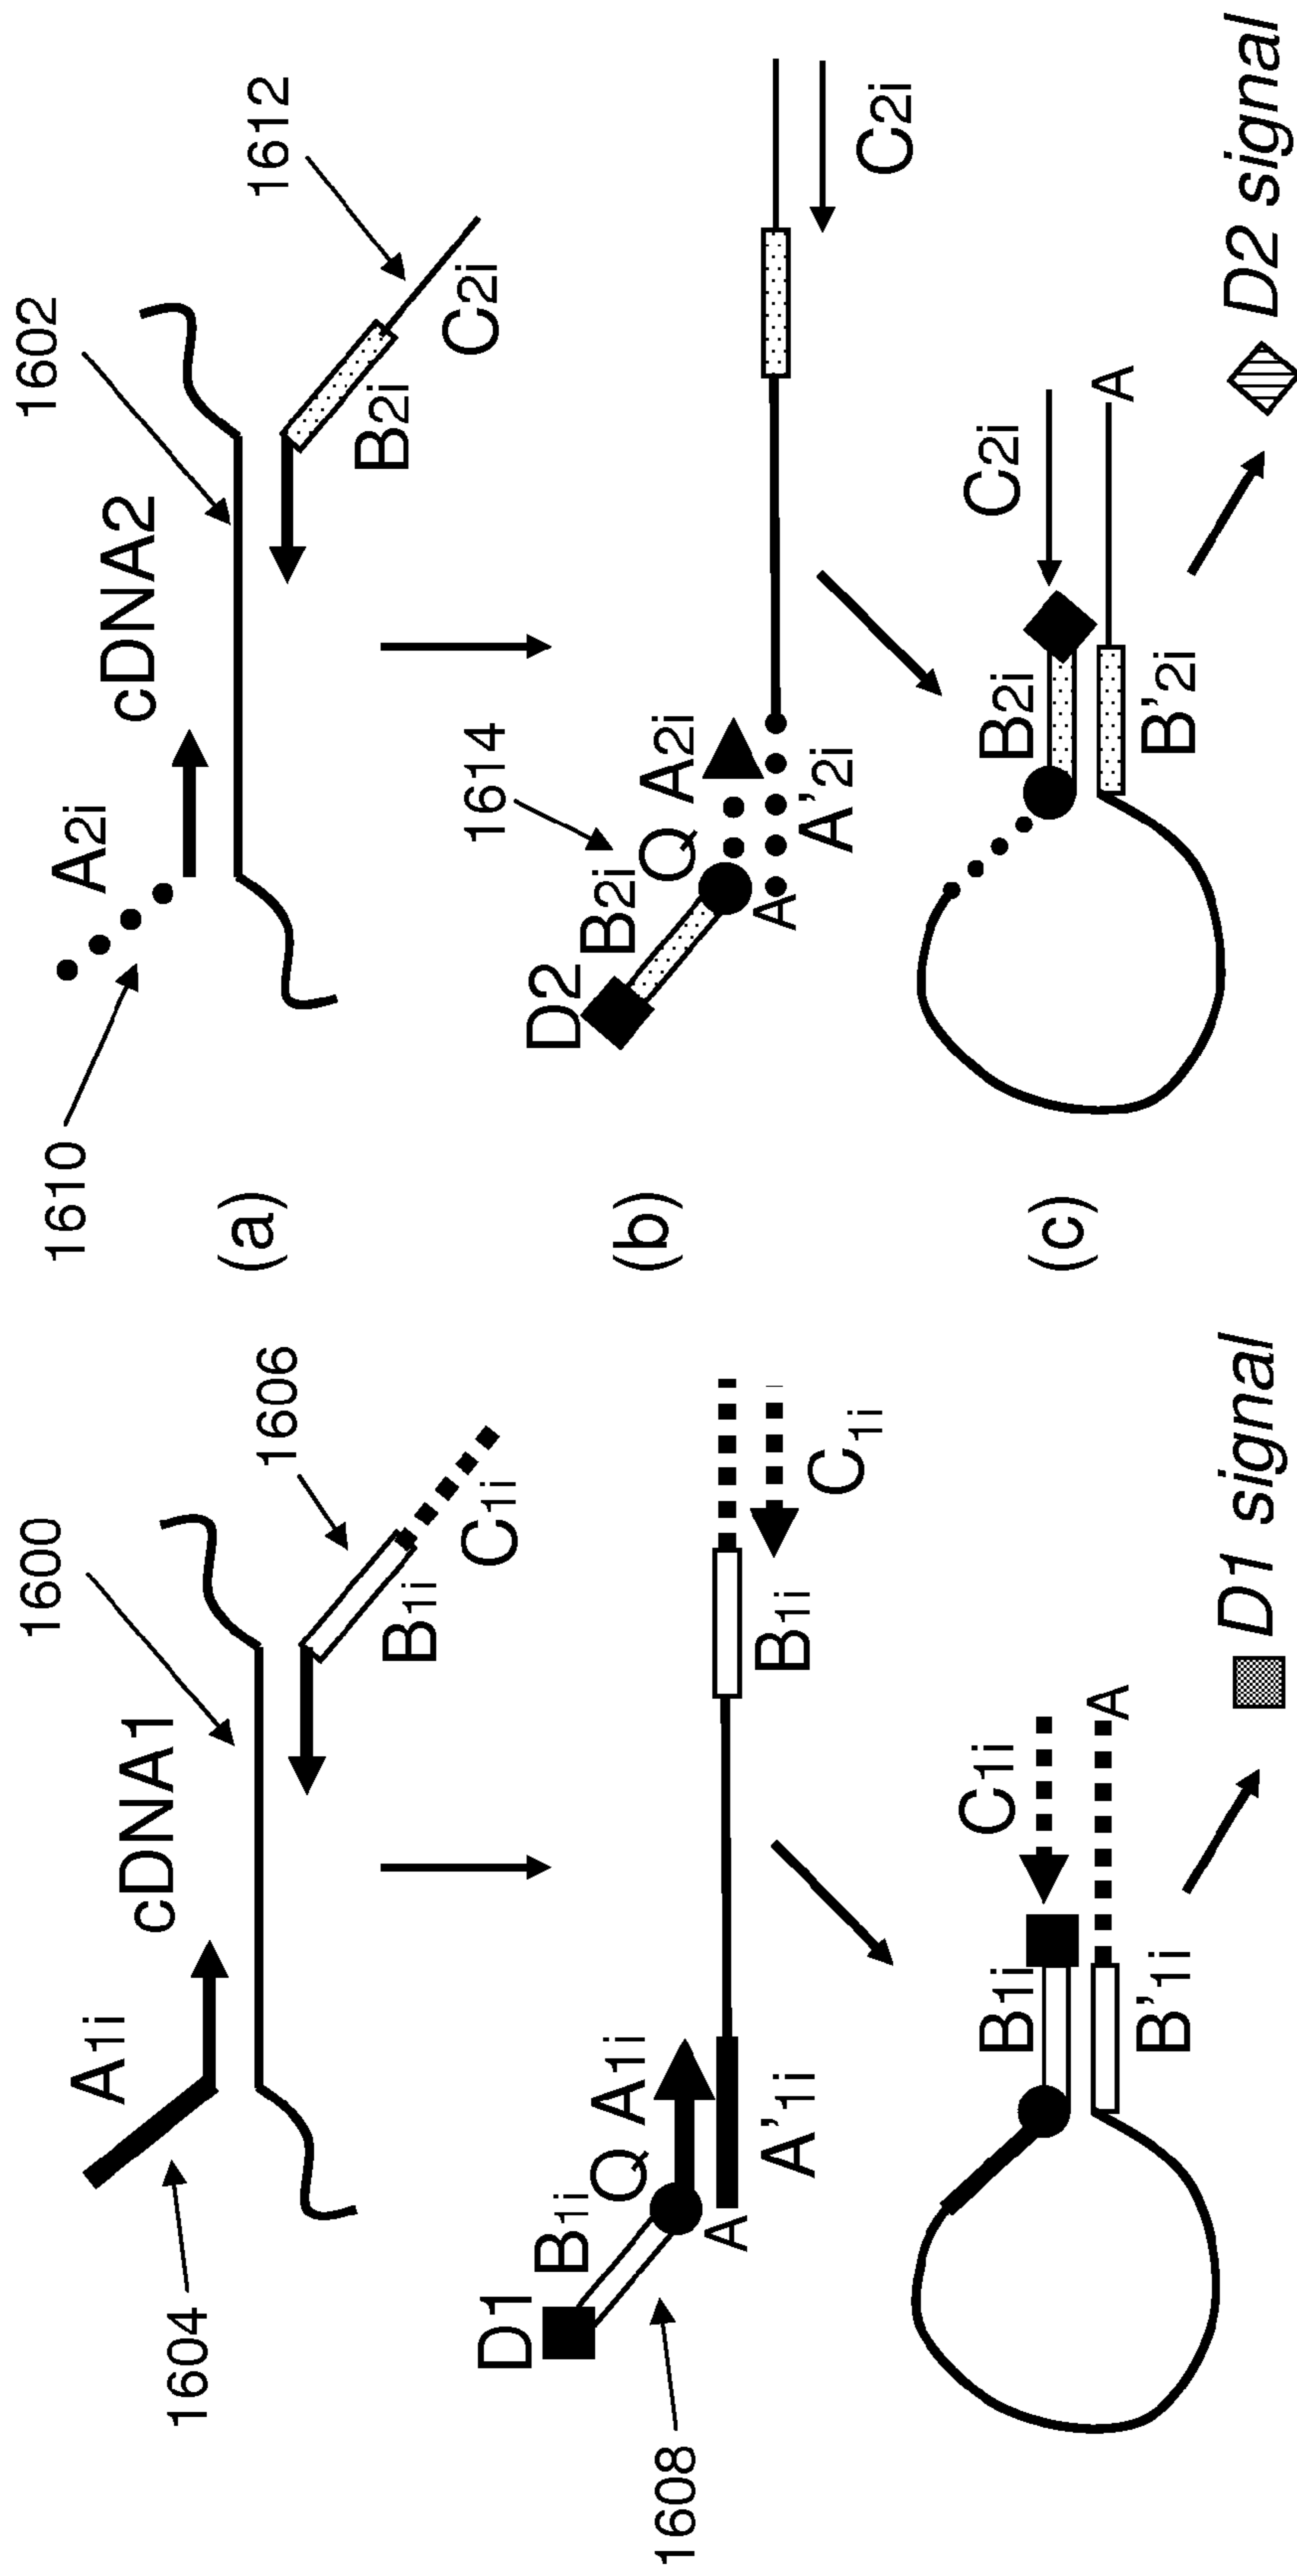 1600
1604
A1i
cDNA1
1606
B1i
C1i
1602
1610
A2i
cDNA2
1612
B2i
C2i
(a)
D1
B1i
Q
A1i
A
A'1i
1608
B1i
C1i
(b)
D2
B2i
1614
Q
A2i
A
A'2i
C2i
B1i
C1i
B'1i
A
D1 signal
(c)
B2i
C2i
B'2i
A
D2 signal